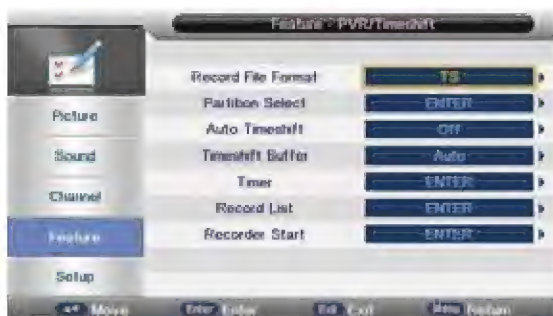 Feature - PVR/Timeshift
Record File Format TS
Partition Select ENTER
Auto Timeshift Off
Timeshift Buffer Auto
Timer ENTER
Record List ENTER
Recorder Start ENTER
Picture
Sound
Channel
Feature
Setup
Move Enter Enter Exit Exit Menu Return